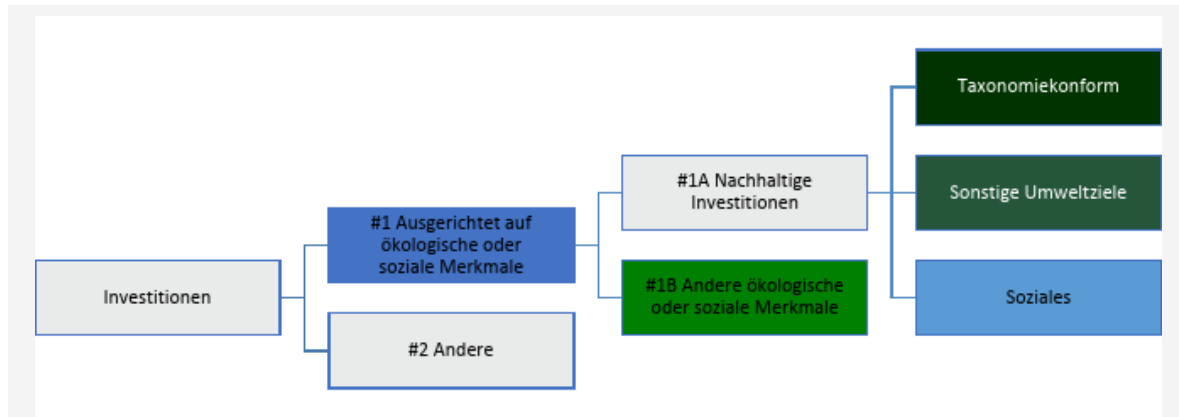 Investitionen
#1 Ausgerichtet auf
ökologische oder
soziale Merkmale
#2 Andere
#1A Nachhaltige
Investitionen
#1B Andere ökologische
oder soziale Merkmale
Taxonomiekonform
Sonstige Umweltziele
Soziales